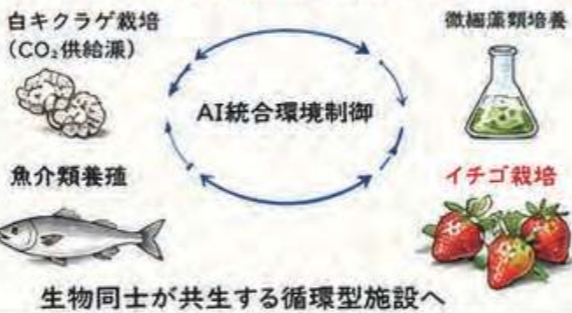 白キクラゲ栽培
(CO₂供給源)
微細藻類培養
AI統合環境制御
魚介類養殖
イチゴ栽培
生物同士が共生する循環型施設へ